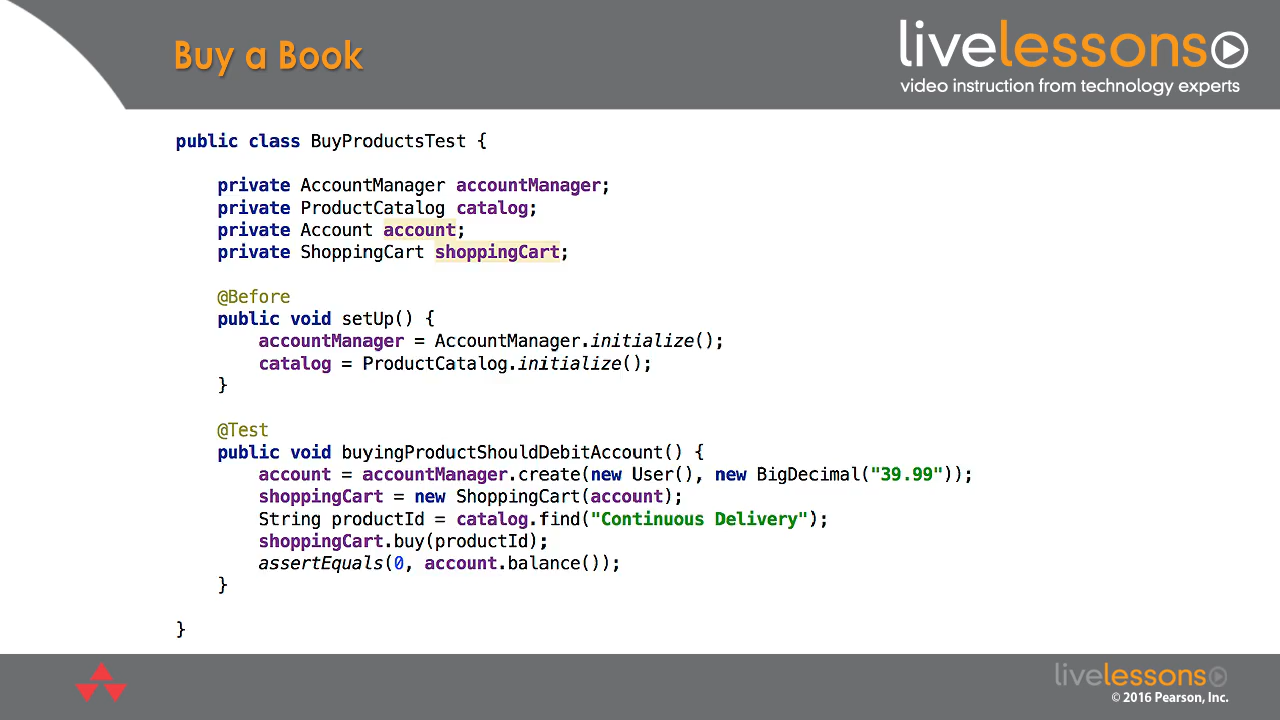 Buy a Book
livelessons
video instruction from technology experts
public class BuyProductsTest {
private AccountManager accountManager;
private ProductCatalog catalog;
private Account account;
private ShoppingCart shoppingCart;
@Before
public void setUp() {
accountManager = AccountManager.initialize();
catalog = ProductCatalog.initialize();
}
@Test
public void buyingProductShouldDebitAccount() {
account = accountManager.create(new User(), new BigDecimal("39.99"));
shoppingCart = new ShoppingCart(account);
String productId = catalog.find("Continuous Delivery");
shoppingCart.buy(productId);
assertEquals(0, account.balance());
}
}
livelessons
© 2016 Pearson, Inc.